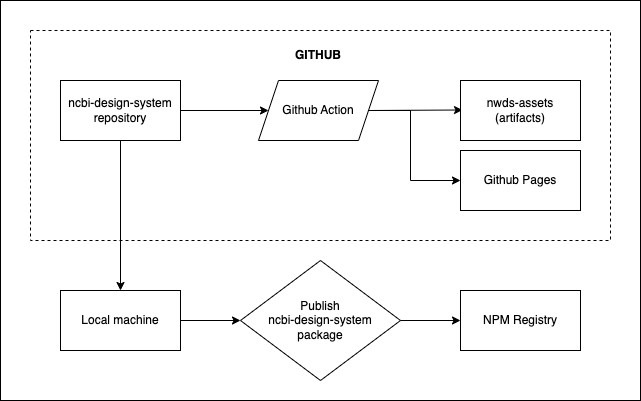 GITHUB
ncbi-design-system
repository
Github Action
nwds-assets
(artifacts)
Github Pages
Local machine
Publish
ncbi-design-system
package
NPM Registry